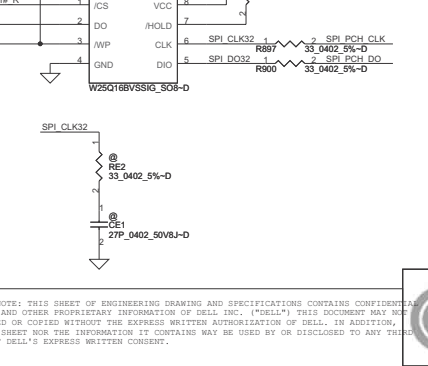 /CS VCC
2 DO /HOLD 7
3 /WP CLK 6 SPI_CLK32 1 2 SPI_PCH_CLK
R897 33_0402_5%~D
4 GND DIO 5 SPI_DO32 1 2 SPI_PCH_DO
R900 33_0402_5%~D
W25Q16BVSSIG_SO8~D
SPI_CLK32
1
@
RE2
33_0402_5%~D
2
1
@
CE1
27P_0402_50V8J~D
2
OTE: THIS SHEET OF ENGINEERING DRAWING AND SPECIFICATIONS CONTAINS CONFIDENTIAL
AND OTHER PROPRIETARY INFORMATION OF DELL INC. ("DELL") THIS DOCUMENT MAY NOT
ED OR COPIED WITHOUT THE EXPRESS WRITTEN AUTHORIZATION OF DELL. IN ADDITION,
SHEET NOR THE INFORMATION IT CONTAINS WAY BE USED BY OR DISCLOSED TO ANY THIRD
DELL'S EXPRESS WRITTEN CONSENT.